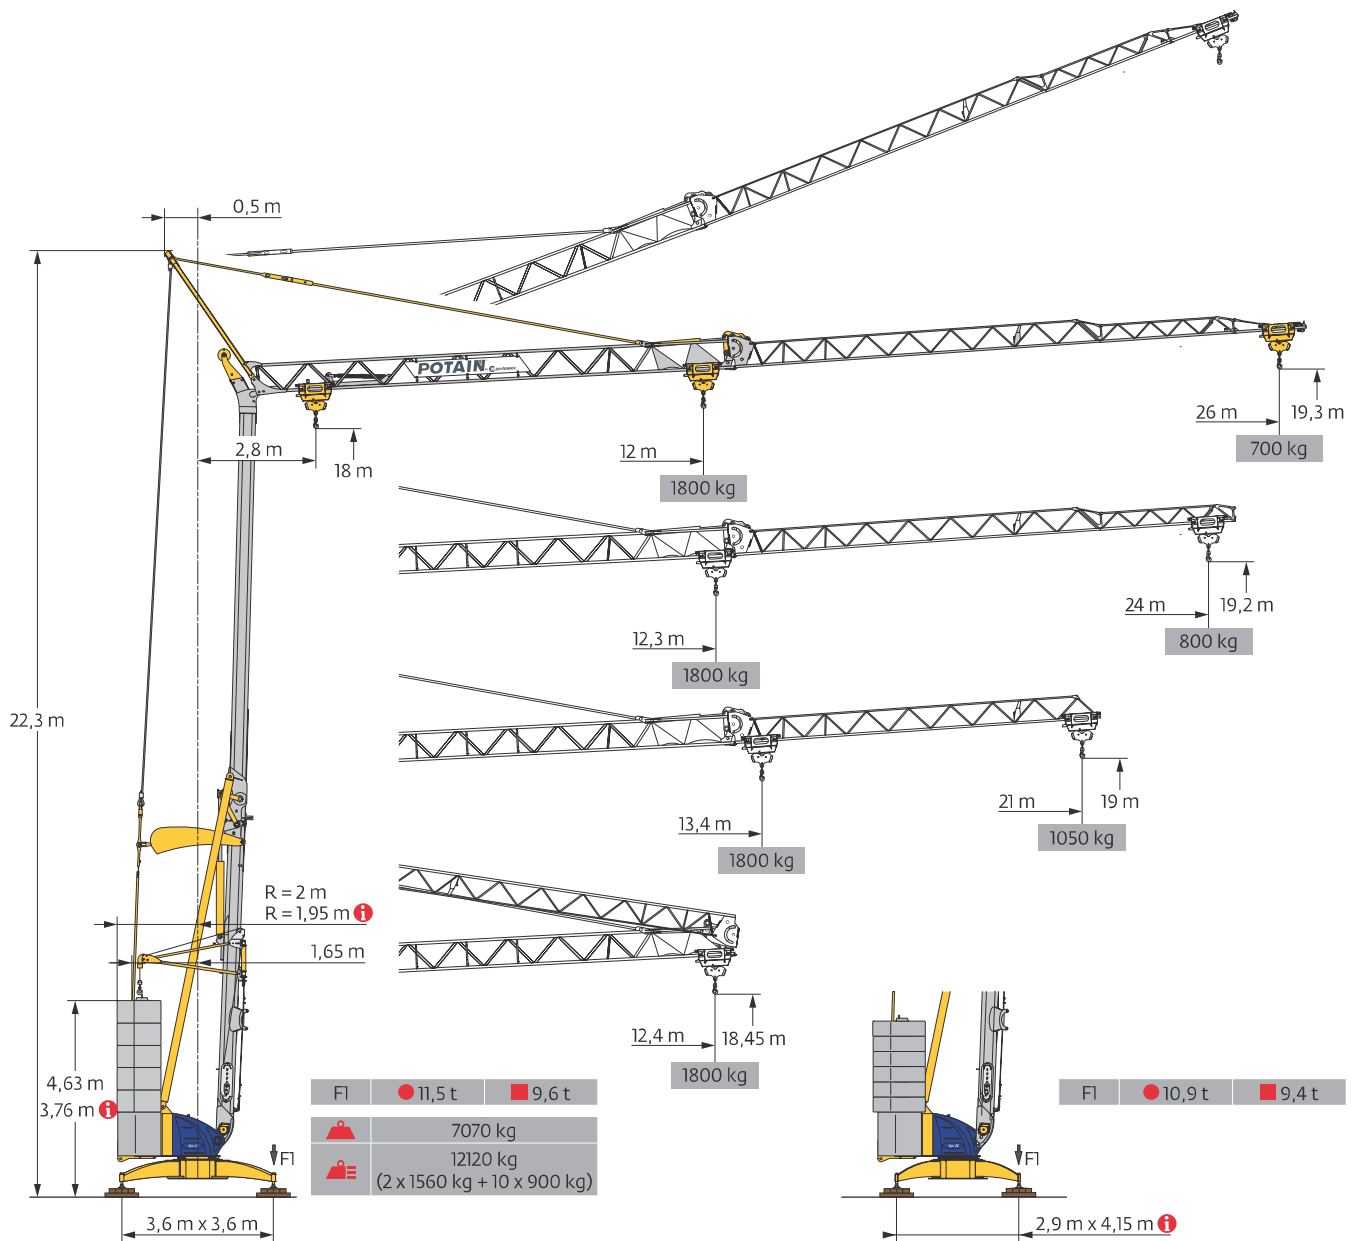 0,5 m
POTAIN
2,8 m
18 m
12 m
1800 kg
26 m
19,3 m
700 kg
12,3 m
1800 kg
24 m
19,2 m
800 kg
22,3 m
13,4 m
1800 kg
21 m
19 m
1050 kg
R = 2 m
R = 1,95 m i
1,65 m
12,4 m
18,45 m
1800 kg
4,63 m
3,76 m i
F1
F1 11,5 t 9,6 t
7070 kg
12120 kg
(2 x 1560 kg + 10 x 900 kg)
3,6 m x 3,6 m
F1
F1 10,9 t 9,4 t
2,9 m x 4,15 m i